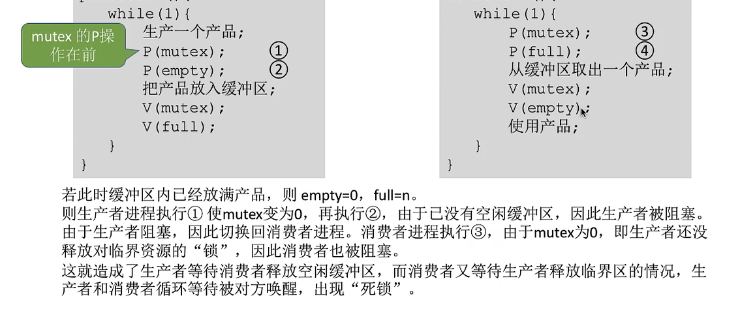 while(1){
生产一个产品;
mutex 的P操
作在前
P(mutex); ①
P(empty); ②
把产品放入缓冲区;
V(mutex);
V(full);
}
}
while(1){
P(mutex); ③
P(full); ④
从缓冲区取出一个产品;
V(mutex);
V(empty);
使用产品;
}
}
若此时缓冲区内已经放满产品，则 empty=0，full=n。
则生产者进程执行① 使mutex变为0，再执行②，由于已没有空闲缓冲区，因此生产者被阻塞。
由于生产者阻塞，因此切换回消费者进程。消费者进程执行③，由于mutex为0，即生产者还没
释放对临界资源的“锁”，因此消费者也被阻塞。
这就造成了生产者等待消费者释放空闲缓冲区，而消费者又等待生产者释放临界区的情况，生
产者和消费者循环等待被对方唤醒，出现“死锁”。